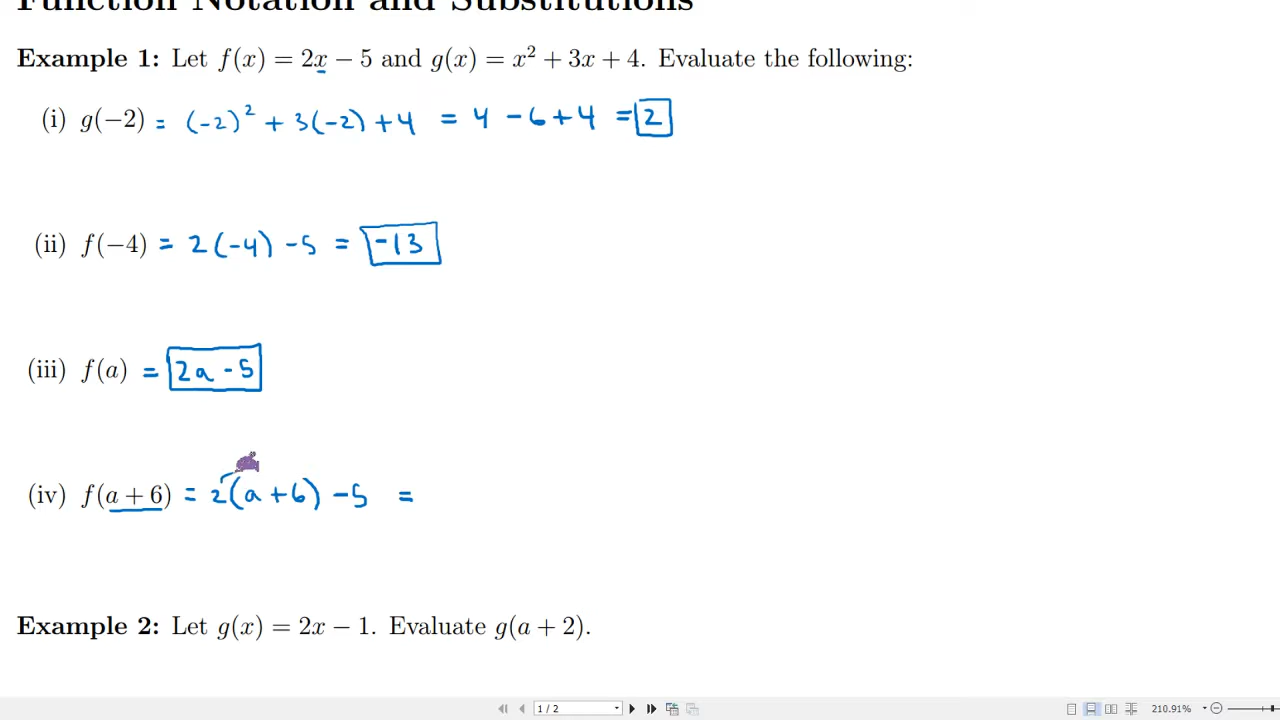 Function Notation and Substitutions
Example 1: Let f(x) = 2x − 5 and g(x) = x² + 3x + 4. Evaluate the following:
(i) g(−2) = (-2)² + 3(-2) + 4 = 4 - 6 + 4 = 2
(ii) f(−4) = 2(-4) - 5 = -13
(iii) f(a) = 2a - 5
(iv) f(a + 6) = 2(a + 6) - 5 =
Example 2: Let g(x) = 2x − 1. Evaluate g(a + 2).
1 / 2 210.91%